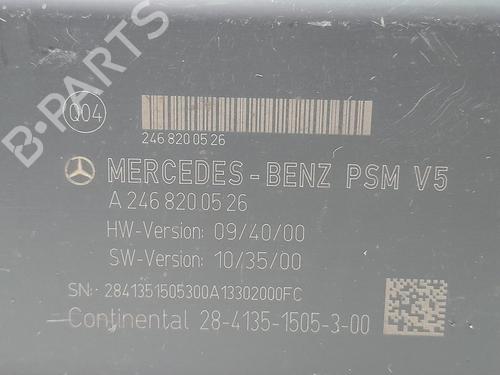 B-PARTS
Q04
246 820 05 26
MERCEDES-BENZ PSM V5
A 246 820 05 26
HW-Version: 09/40/00
SW-Version: 10/35/00
SN: 2841351505300A13302000FC
Continental 28-4135-1505-3-00